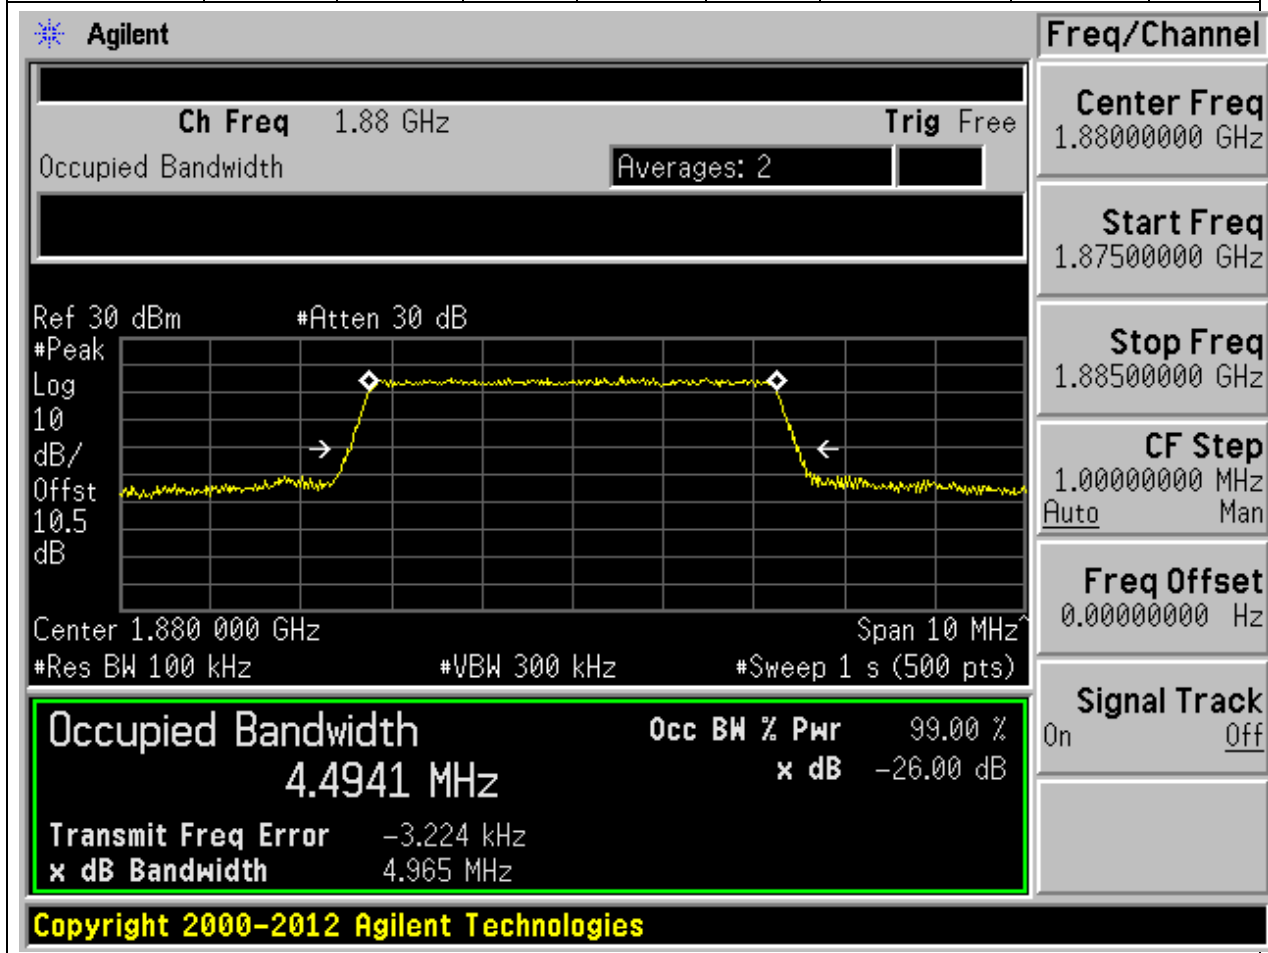 Agilent
Freq/Channel
Ch Freq 1.88 GHz Trig Free
Occupied Bandwidth Averages: 2
Ref 30 dBm #Atten 30 dB
#Peak
Log
10
dB/
Offst
10.5
dB
Center 1.880 000 GHz Span 10 MHz^
#Res BW 100 kHz #VBW 300 kHz #Sweep 1 s (500 pts)
Occupied Bandwidth Occ BW % Pwr 99.00 %
4.4941 MHz x dB -26.00 dB
Transmit Freq Error -3.224 kHz
x dB Bandwidth 4.965 MHz
Copyright 2000-2012 Agilent Technologies
Center Freq
1.88000000 GHz
Start Freq
1.87500000 GHz
Stop Freq
1.88500000 GHz
CF Step
1.00000000 MHz
Auto Man
Freq Offset
0.00000000 Hz
Signal Track
On Off